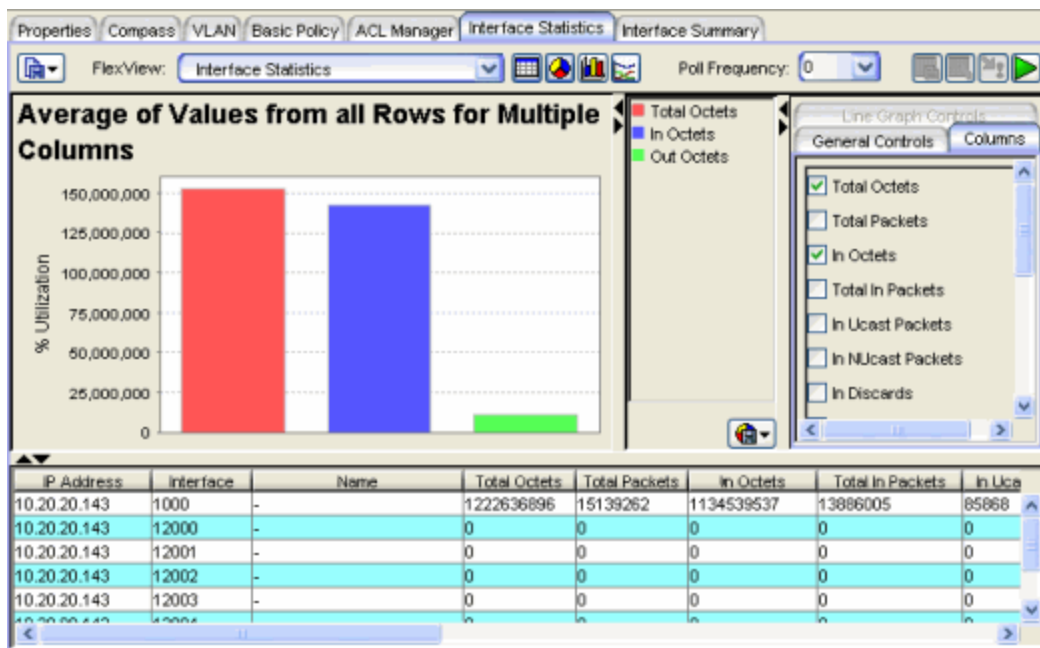 Properties Compass VLAN Basic Policy ACL Manager Interface Statistics Interface Summary
FlexView: Interface Statistics Poll Frequency: 0
Average of Values from all Rows for Multiple
Columns
150,000,000
125,000,000
100,000,000
75,000,000
50,000,000
25,000,000
0
% Utilization
Total Octets
In Octets
Out Octets
Line Graph Controls
General Controls Columns
Total Octets
Total Packets
In Octets
Total In Packets
In Ucast Packets
In NUcast Packets
In Discards
IP Address Interface Name Total Octets Total Packets In Octets Total In Packets In Uca
10.20.20.143 1000 - 1222636896 15139262 1134539537 13886005 85868
10.20.20.143 12000 - 0 0 0 0 0
10.20.20.143 12001 - 0 0 0 0 0
10.20.20.143 12002 - 0 0 0 0 0
10.20.20.143 12003 - 0 0 0 0 0